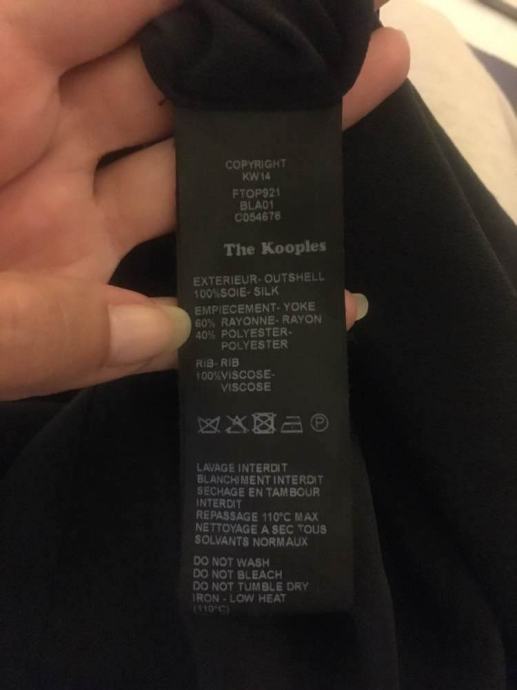 COPYRIGHT
KW14
FTOP921
BLA01
C054676
The Kooples
EXTERIEUR- OUTSHELL
100%SOIE- SILK
EMPIECEMENT- YOKE
60% RAYONNE- RAYON
40% POLYESTER-
POLYESTER
RIB- RIB
100%VISCOSE-
VISCOSE
P
LAVAGE INTERDIT
BLANCHIMENT INTERDIT
SECHAGE EN TAMBOUR
INTERDIT
REPASSAGE 110°C MAX
NETTOYAGE A SEC TOUS
SOLVANTS NORMAUX
DO NOT WASH
DO NOT BLEACH
DO NOT TUMBLE DRY
IRON - LOW HEAT
(110°C)